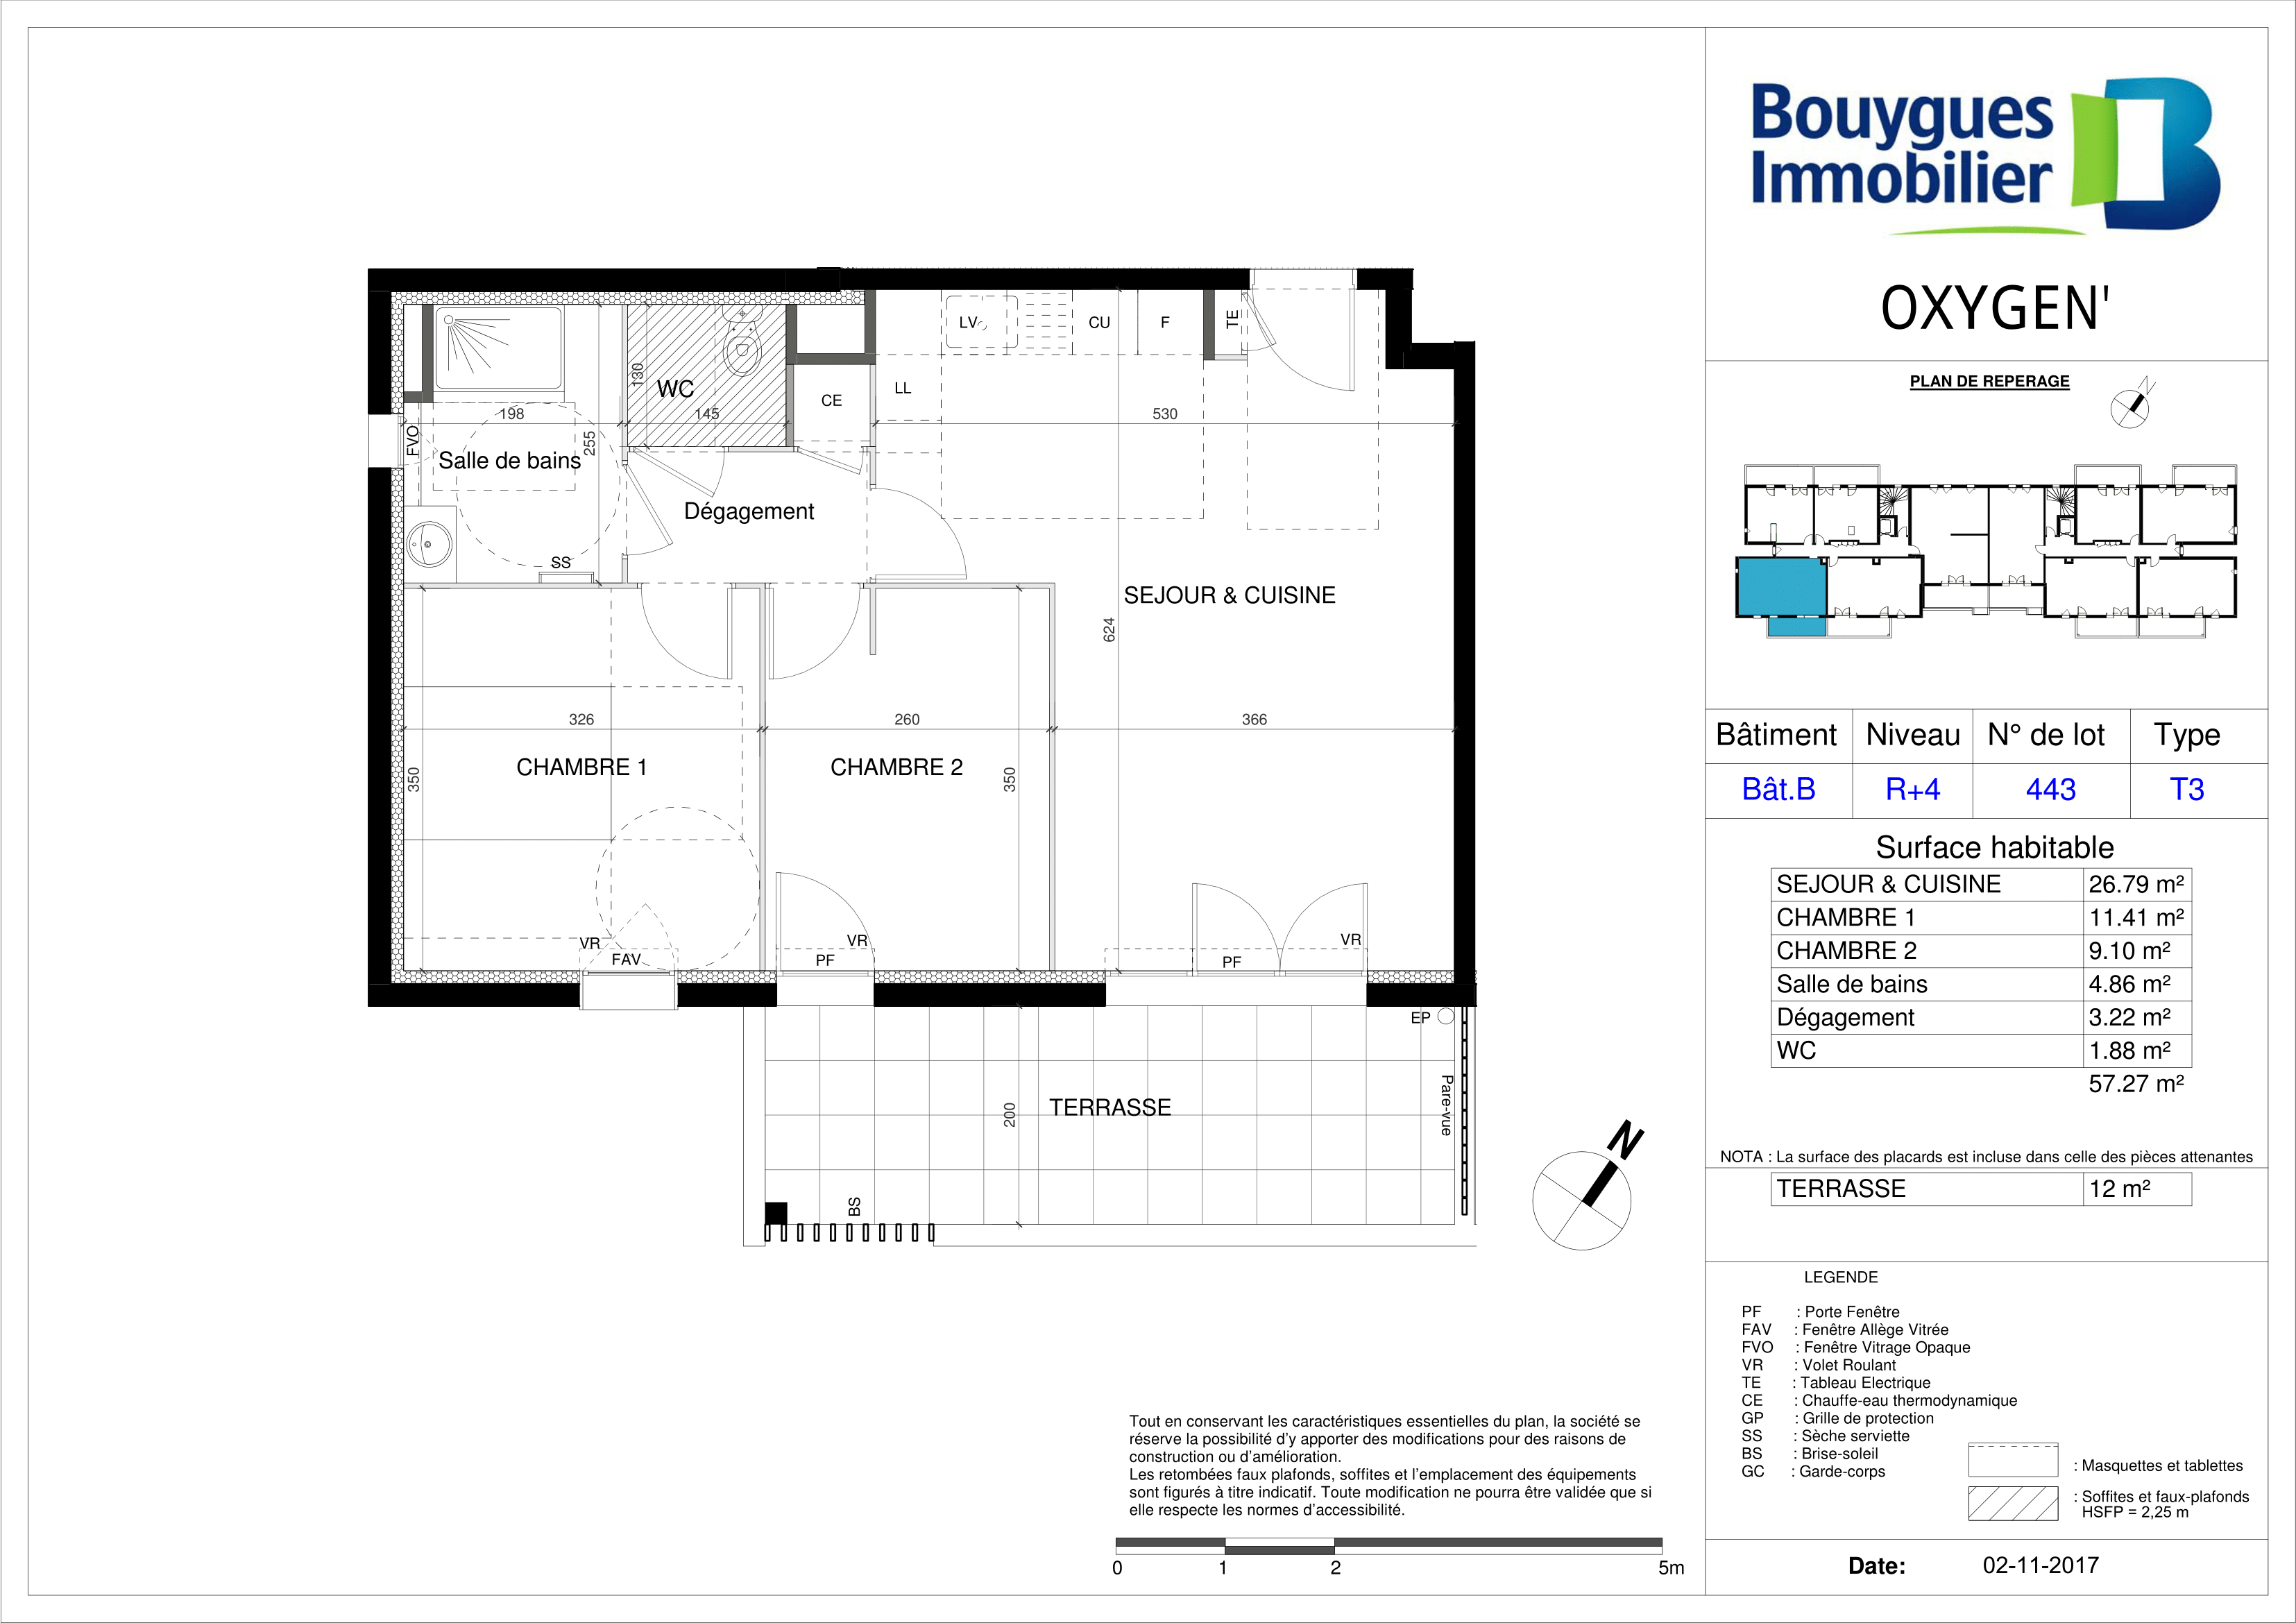 Bouygues
Immobilier
OXYGEN'
PLAN DE REPERAGE
N
Bâtiment Niveau N° de lot Type
Bât.B R+4 443 T3
Surface habitable
SEJOUR & CUISINE 26.79 m²
CHAMBRE 1 11.41 m²
CHAMBRE 2 9.10 m²
Salle de bains 4.86 m²
Dégagement 3.22 m²
WC 1.88 m²
57.27 m²
NOTA : La surface des placards est incluse dans celle des pièces attenantes
TERRASSE 12 m²
LEGENDE
PF : Porte Fenêtre
FAV : Fenêtre Allège Vitrée
FVO : Fenêtre Vitrage Opaque
VR : Volet Roulant
TE : Tableau Electrique
CE : Chauffe-eau thermodynamique
GP : Grille de protection
SS : Sèche serviette
BS : Brise-soleil
GC : Garde-corps
: Masquettes et tablettes
: Soffites et faux-plafonds
HSFP = 2,25 m
Date: 02-11-2017
LV CU F TE
130
WC
CE
LL
198
145
530
FVO
255
Salle de bains
Dégagement
SS
SEJOUR & CUISINE
624
326
260
366
CHAMBRE 1
CHAMBRE 2
350
350
VR
FAV
VR
PF
VR
PF
EP
Pare-vue
TERRASSE
200
BS
N
Tout en conservant les caractéristiques essentielles du plan, la société se
réserve la possibilité d'y apporter des modifications pour des raisons de
construction ou d'amélioration.
Les retombées faux plafonds, soffites et l'emplacement des équipements
sont figurés à titre indicatif. Toute modification ne pourra être validée que si
elle respecte les normes d'accessibilité.
0 1 2 5m